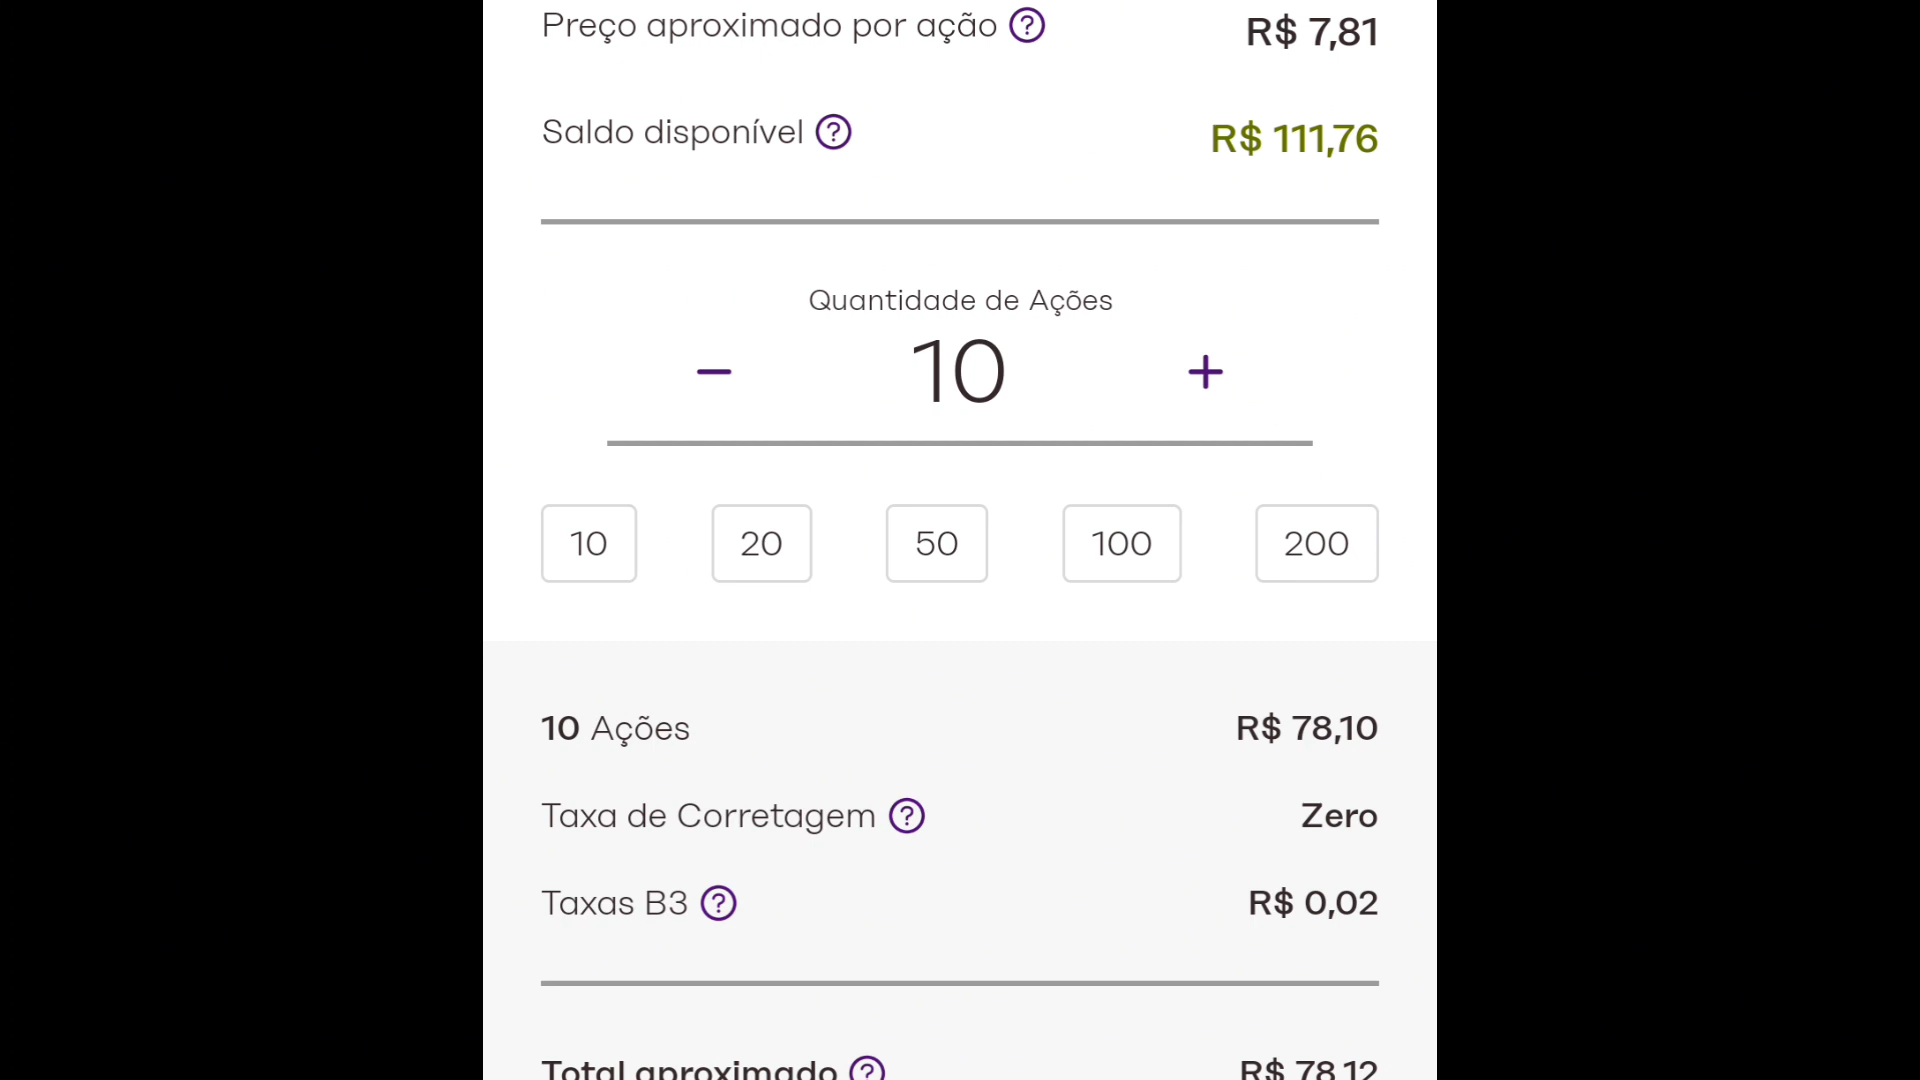 Preço aproximado por ação ? R$ 7,81
Saldo disponível ? R$ 111,76
Quantidade de Ações
− 10 +
10 20 50 100 200
10 Ações R$ 78,10
Taxa de Corretagem ? Zero
Taxas B3 ? R$ 0,02
Total aproximado ? R$ 78,12